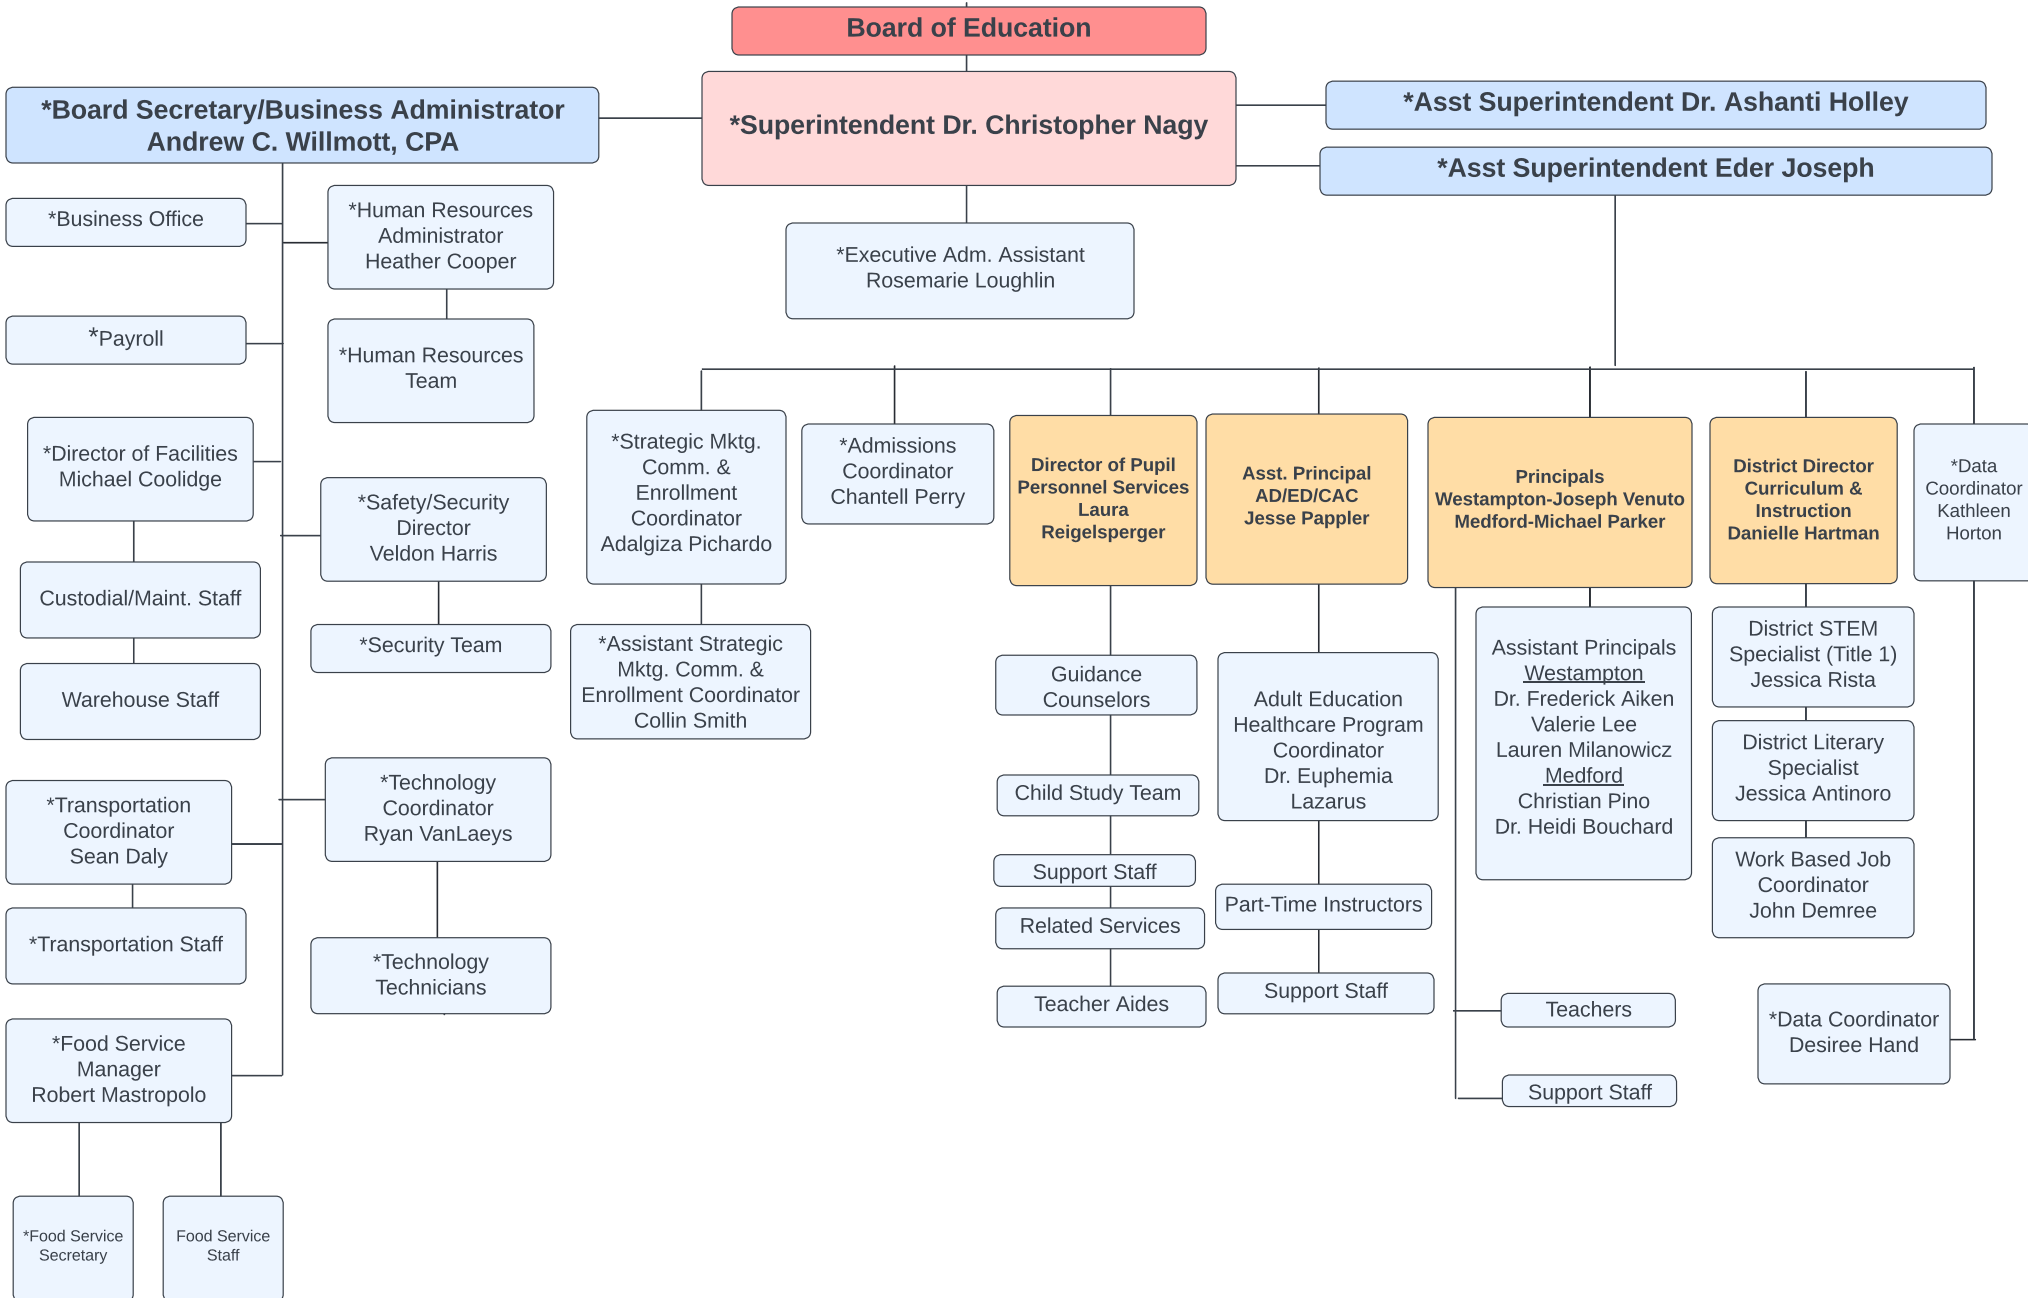 Board of Education
*Superintendent Dr. Christopher Nagy
*Board Secretary/Business Administrator
Andrew C. Willmott, CPA
*Asst Superintendent Dr. Ashanti Holley
*Asst Superintendent Eder Joseph
*Executive Adm. Assistant
Rosemarie Loughlin
*Business Office
*Human Resources
Administrator
Heather Cooper
*Payroll
*Human Resources
Team
*Director of Facilities
Michael Coolidge
Custodial/Maint. Staff
Warehouse Staff
*Safety/Security
Director
Veldon Harris
*Security Team
*Transportation
Coordinator
Sean Daly
*Transportation Staff
*Technology
Coordinator
Ryan VanLaeys
*Technology
Technicians
*Food Service
Manager
Robert Mastropolo
*Food Service
Secretary
Food Service
Staff
*Strategic Mktg.
Comm. &
Enrollment
Coordinator
Adalgiza Pichardo
*Assistant Strategic
Mktg. Comm. &
Enrollment Coordinator
Collin Smith
*Admissions
Coordinator
Chantell Perry
Director of Pupil
Personnel Services
Laura
Reigelsperger
Guidance
Counselors
Child Study Team
Support Staff
Related Services
Teacher Aides
Asst. Principal
AD/ED/CAC
Jesse Pappler
Adult Education
Healthcare Program
Coordinator
Dr. Euphemia
Lazarus
Part-Time Instructors
Support Staff
Principals
Westampton-Joseph Venuto
Medford-Michael Parker
Assistant Principals
Westampton
Dr. Frederick Aiken
Valerie Lee
Lauren Milanowicz
Medford
Christian Pino
Dr. Heidi Bouchard
Teachers
Support Staff
District Director
Curriculum &
Instruction
Danielle Hartman
District STEM
Specialist (Title 1)
Jessica Rista
District Literary
Specialist
Jessica Antinoro
Work Based Job
Coordinator
John Demree
*Data
Coordinator
Kathleen
Horton
*Data Coordinator
Desiree Hand